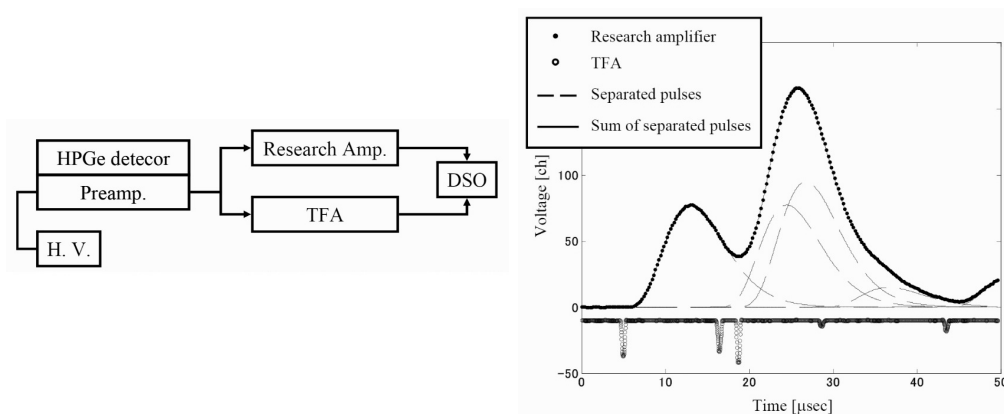 HPGe detecor
Preamp.
H. V.
Research Amp.
TFA
DSO
Research amplifier
TFA
Separated pulses
Sum of separated pulses
Voltage [ch]
100
50
0
−50
0
10
20
30
40
50
Time [μsec]